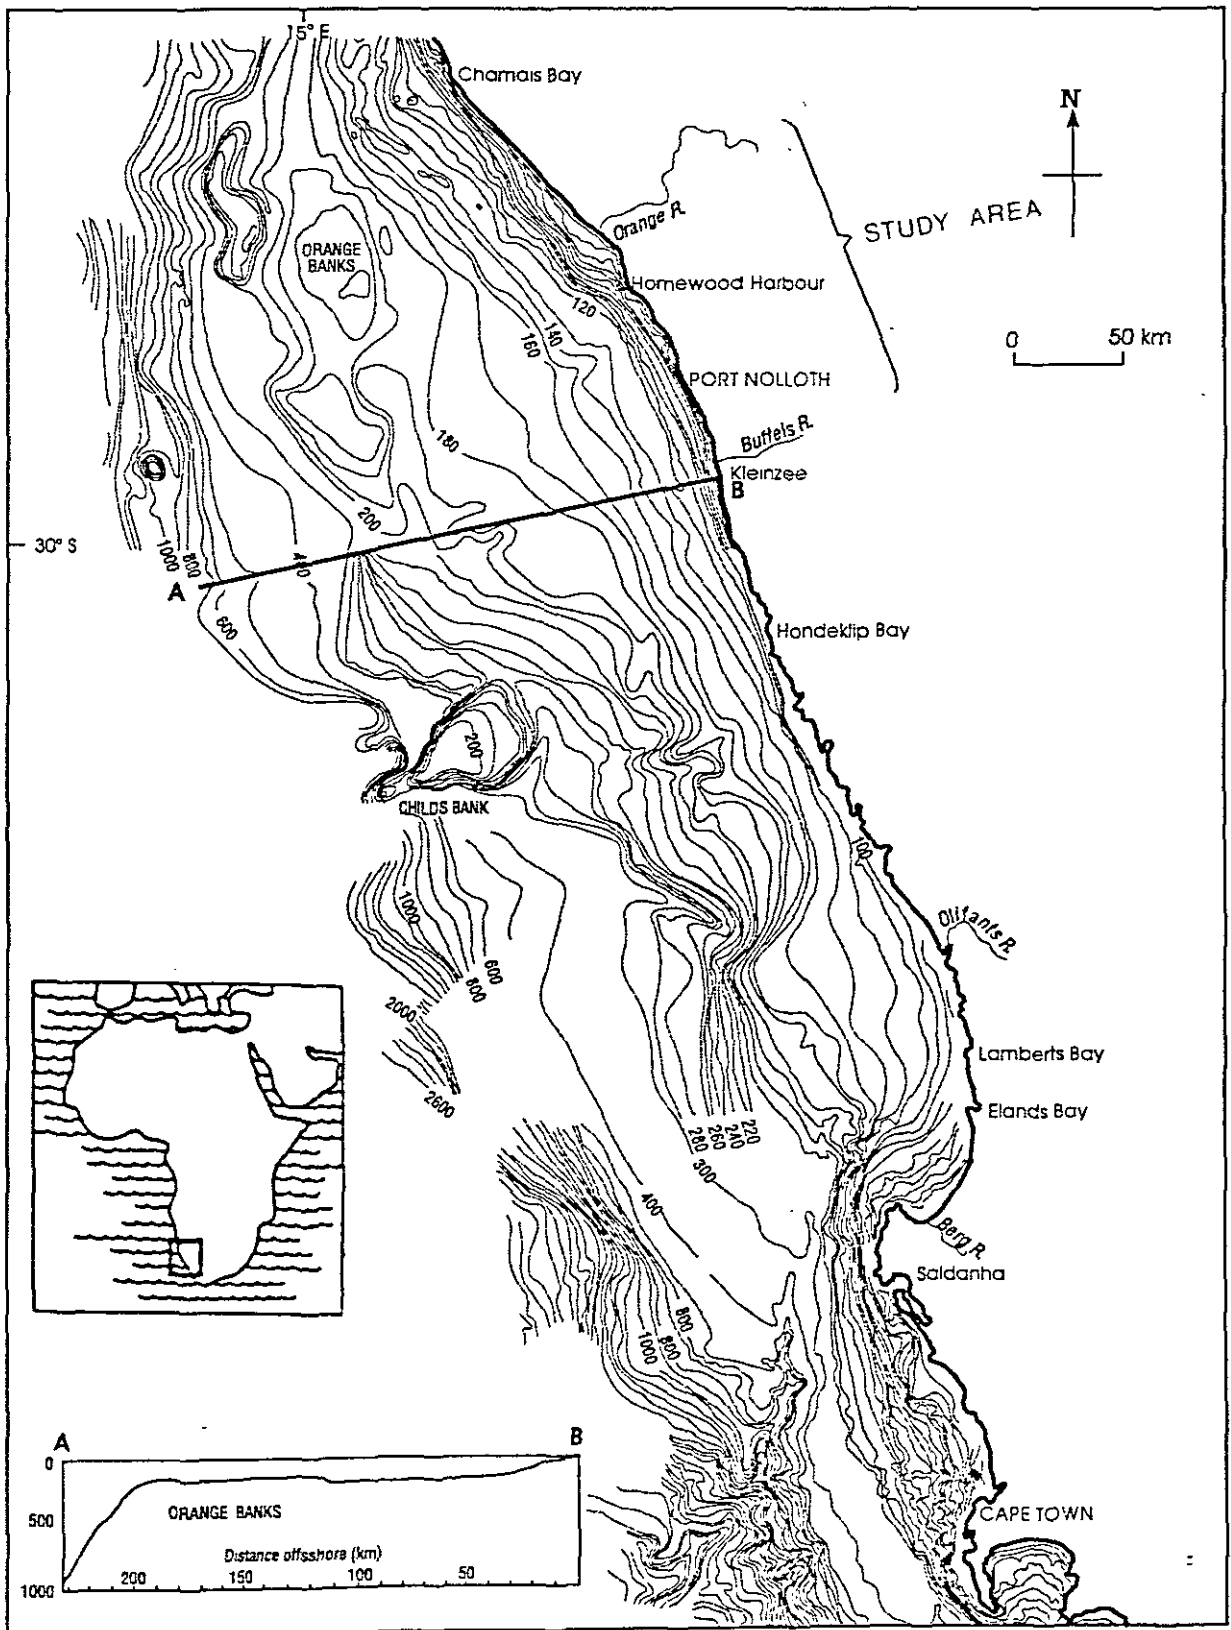 15° E
Chamais Bay
N
Orange R.
STUDY AREA
ORANGE
BANKS
Homewood Harbour
120
140
160
0 50 km
PORT NOLLOTH
180
Buffels R.
Kleinzee
B
200
30° S
1000
800
400
A
600
Hondeklip Bay
200
CHILDS BANK
100
1000
Olifants R.
600
800
2000
Lamberts Bay
2600
Elands Bay
280
260
240
220
300
400
Berg R.
Saldanha
800
800
1000
A
B
0
ORANGE BANKS
500
CAPE TOWN
Distance offsshore (km)
1000
200 150 100 50